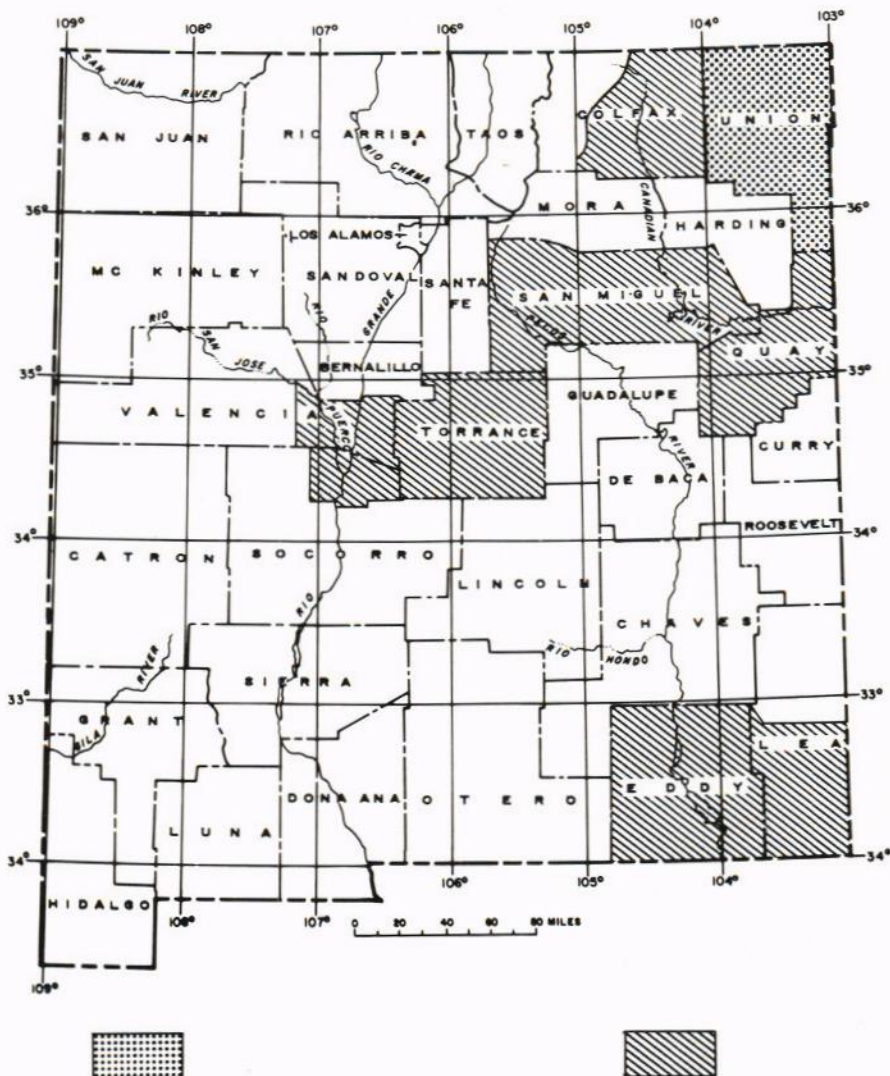 109° 108° 107° 106° 105° 104° 103°
SAN JUAN RIVER
SAN JUAN
RIO ARRIBA
TAOS
COLFAX
UNION
RIO CHAMA
CANADIAN
36°
MORA
HARDING
36°
LOS ALAMOS
MC KINLEY
SANDOVAL
SANTA FE
SAN MIGUEL
RIO
GRANDE
PECOS
RIVER
RIO SAN JOSE
BERNALILLO
QUAY
35°
35°
VALENCIA
PUERCO
TORRANCE
GUADALUPE
RIVER
CURRY
DE BACA
ROOSEVELT
34°
34°
CATRON
SOCORRO
LINCOLN
CHAVES
RIO
RIO HONDO
GILA RIVER
SIERRA
33°
33°
GRANT
LEA
EDDY
DONA ANA
OTERO
LUNA
34°
34°
106° 105° 104°
HIDALGO
108° 107°
0 20 40 60 80 MILES
109°